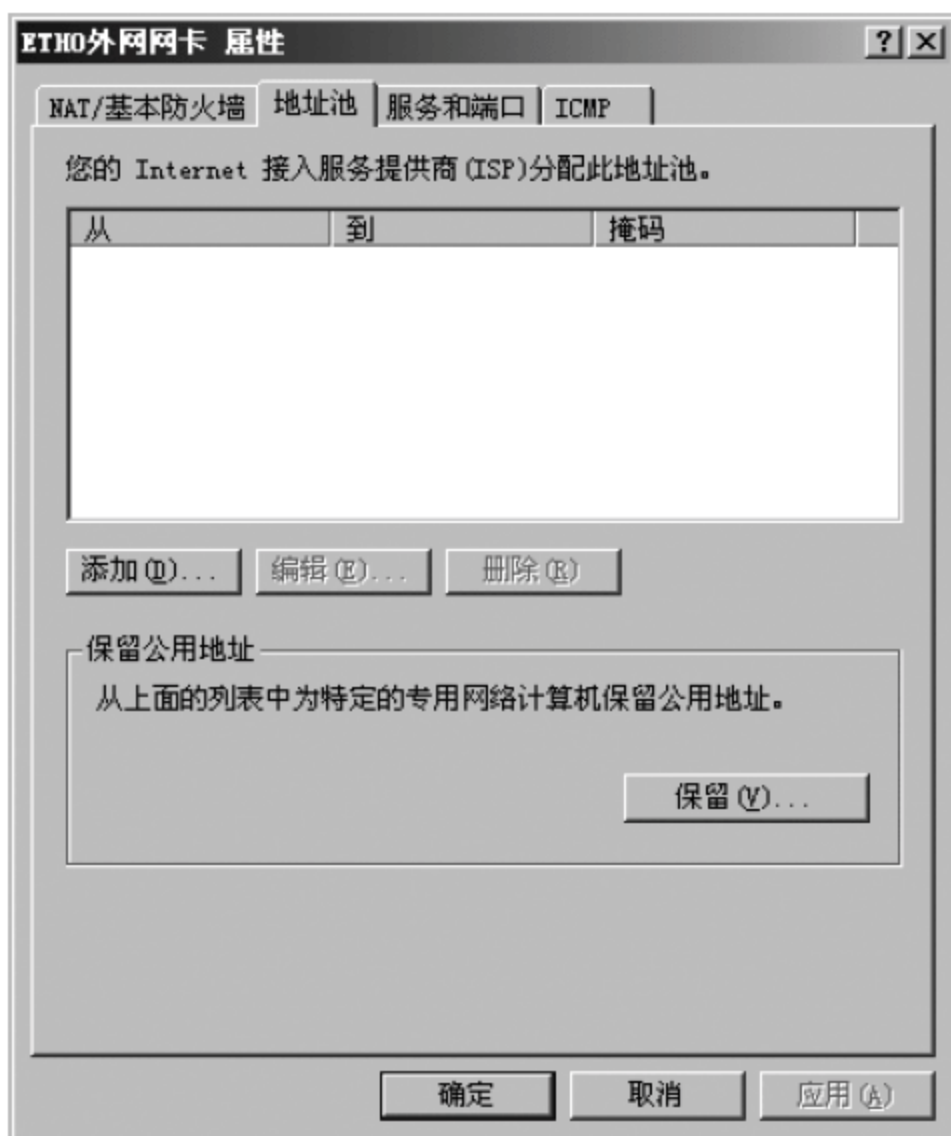 ETH0外网网卡 属性
NAT/基本防火墙 地址池 服务和端口 ICMP
您的 Internet 接入服务提供商(ISP)分配此地址池。
从 到 掩码
添加(D)... 编辑(E)... 删除(R)
保留公用地址
从上面的列表中为特定的专用网络计算机保留公用地址。
保留(V)...
确定 取消 应用(A)